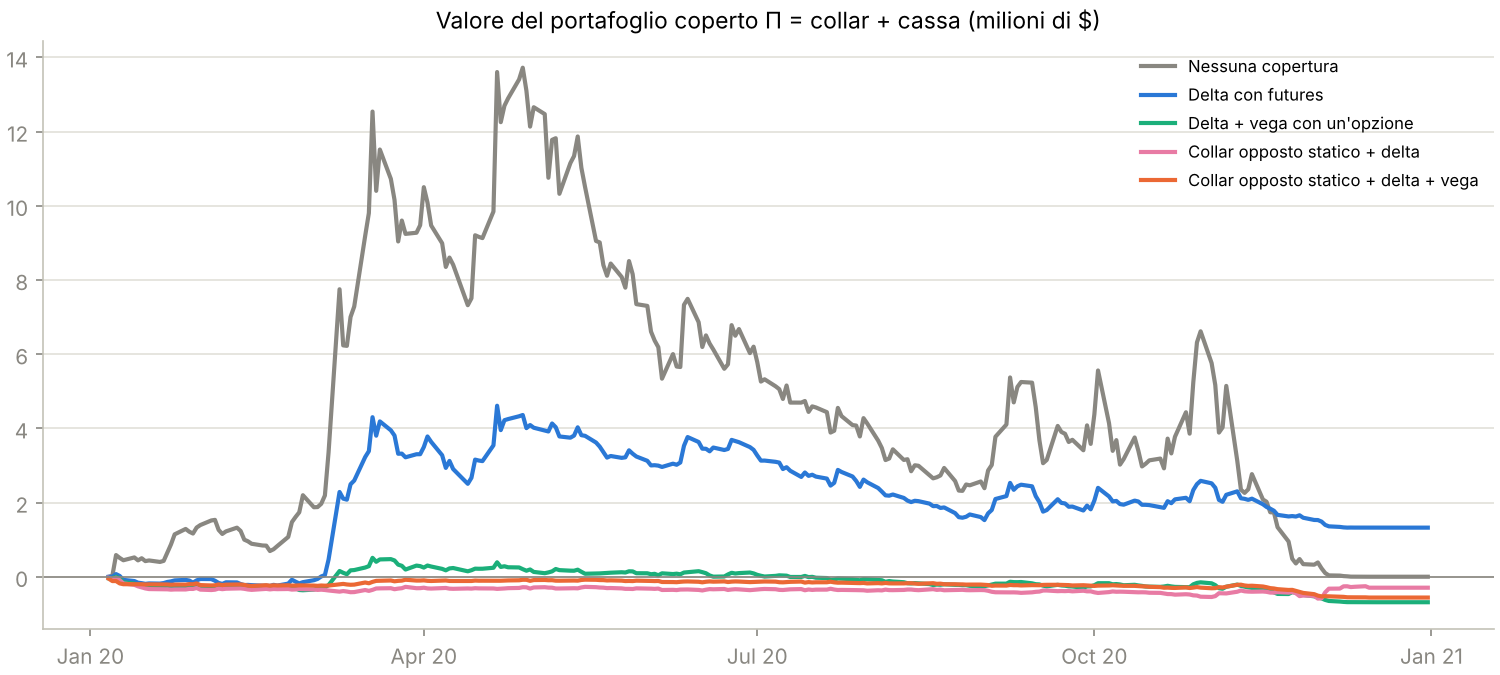 Valore del portafoglio coperto Π = collar + cassa (milioni di $)
14
12
10
8
6
4
2
0
Nessuna copertura
Delta con futures
Delta + vega con un'opzione
Collar opposto statico + delta
Collar opposto statico + delta + vega
Jan 20
Apr 20
Jul 20
Oct 20
Jan 21